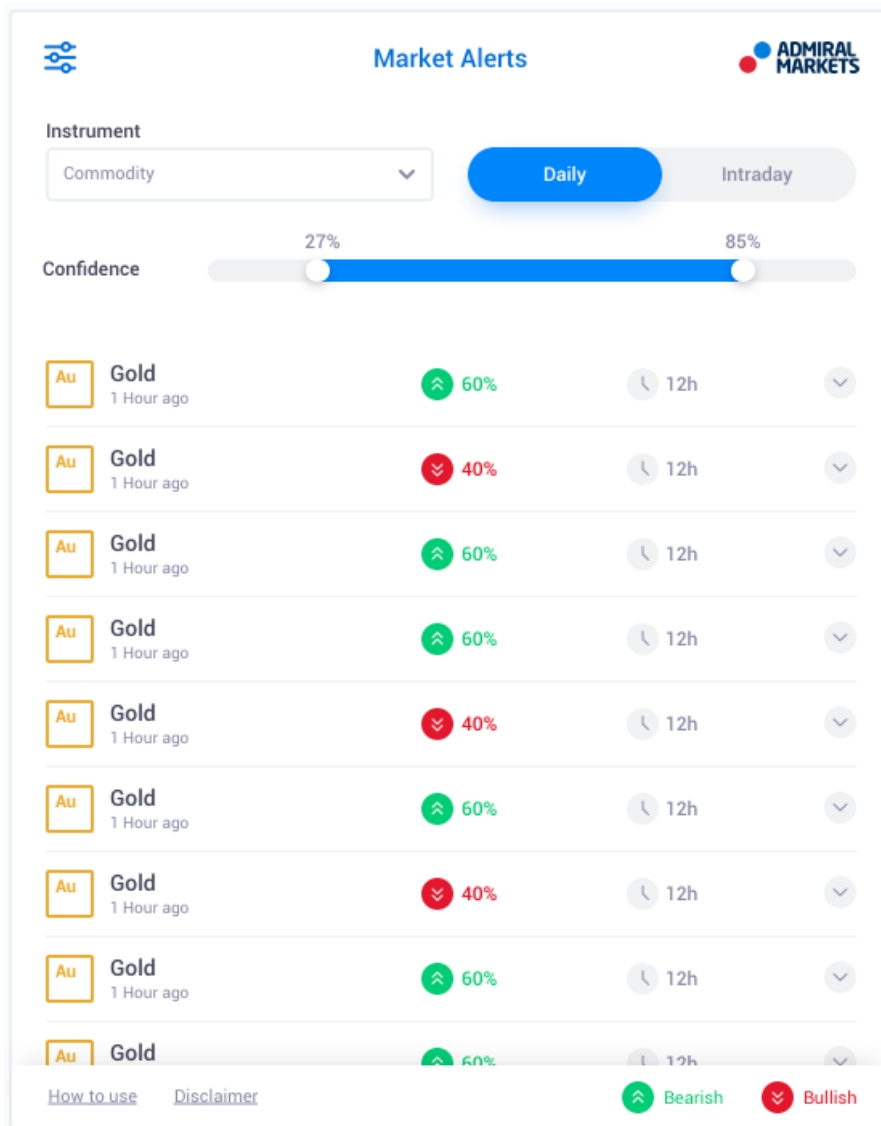 Market Alerts
ADMIRAL
MARKETS
Instrument
Commodity
Daily
Intraday
27%
85%
Confidence
Au Gold 60% 12h
1 Hour ago
Au Gold 40% 12h
1 Hour ago
Au Gold 60% 12h
1 Hour ago
Au Gold 60% 12h
1 Hour ago
Au Gold 40% 12h
1 Hour ago
Au Gold 60% 12h
1 Hour ago
Au Gold 40% 12h
1 Hour ago
Au Gold 60% 12h
1 Hour ago
Au Gold 60% 12h
How to use Disclaimer Bearish Bullish